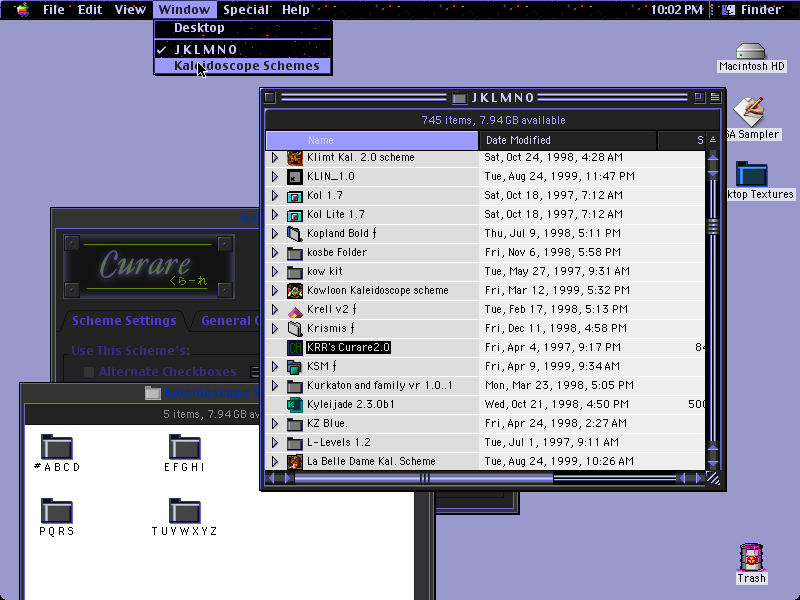 File Edit View Window Special Help 10:02 PM Finder
Desktop
✓ JKLMNO
Kaleidoscope Schemes
Macintosh HD
SA Sampler
ktop Textures
JKLMNO
745 items, 7.94 GB available
Name Date Modified S
Klimt Kal. 2.0 scheme Sat, Oct 24, 1998, 4:28 AM
KLIN_1.0 Tue, Aug 24, 1999, 11:47 PM
Kol 1.7 Sat, Oct 18, 1997, 7:12 AM
Kol Lite 1.7 Sat, Oct 18, 1997, 7:12 AM
Kopland Bold ƒ Thu, Jul 9, 1998, 5:11 PM
kosbe Folder Fri, Nov 6, 1998, 5:58 PM
kow kit Tue, May 27, 1997, 9:31 AM
Kowloon Kaleidoscope scheme Fri, Mar 12, 1999, 5:32 PM
Krell v2 ƒ Tue, Feb 17, 1998, 5:13 PM
Krismis ƒ Fri, Dec 11, 1998, 4:58 PM
KRR's Curare2.0 Fri, Apr 4, 1997, 9:17 PM 84
KSM ƒ Fri, Apr 9, 1999, 9:34 AM
Kurkaton and family vr 1.0..1 Mon, Mar 23, 1998, 5:05 PM
Kyleijade 2.3.0b1 Wed, Oct 21, 1998, 4:50 PM 500
KZ Blue. Fri, Apr 24, 1998, 2:27 AM
L-Levels 1.2 Tue, Jul 1, 1997, 9:11 AM
La Belle Dame Kal. Scheme Tue, Aug 24, 1999, 10:26 AM
Ka
Curare
くらーれ
Scheme Settings General
Use This Scheme's:
Alternate Checkboxes
Kaleidoscope S
5 items, 7.94 GB av
#ABCD
EFGHI
PQRS
TUVWXYZ
Trash